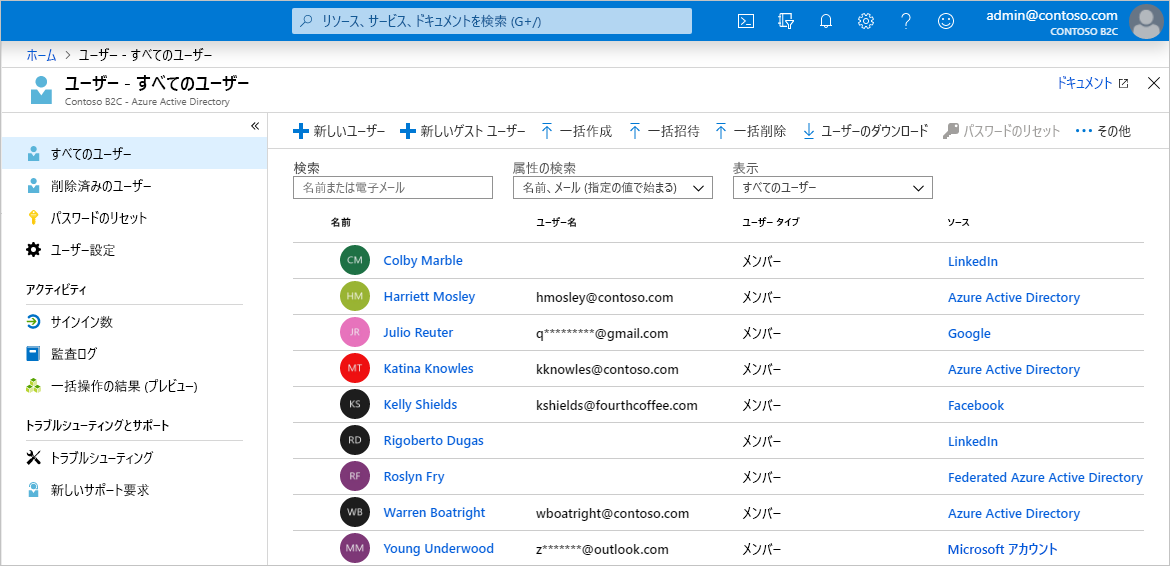 リソース、サービス、ドキュメントを検索 (G+/)
admin@contoso.com
CONTOSO B2C
ホーム > ユーザー - すべてのユーザー
ユーザー - すべてのユーザー
Contoso B2C - Azure Active Directory
ドキュメント
«
すべてのユーザー
削除済みのユーザー
パスワードのリセット
ユーザー設定
アクティビティ
サインイン数
監査ログ
一括操作の結果 (プレビュー)
トラブルシューティングとサポート
トラブルシューティング
新しいサポート要求
新しいユーザー 新しいゲスト ユーザー 一括作成 一括招待 一括削除 ユーザーのダウンロード パスワードのリセット ··· その他
検索 属性の検索 表示
名前または電子メール 名前、メール (指定の値で始まる) すべてのユーザー
名前 ユーザー名 ユーザー タイプ ソース
CM Colby Marble メンバー LinkedIn
HM Harriett Mosley hmosley@contoso.com メンバー Azure Active Directory
JR Julio Reuter q*********@gmail.com メンバー Google
MT Katina Knowles kknowles@contoso.com メンバー Azure Active Directory
KS Kelly Shields kshields@fourthcoffee.com メンバー Facebook
RD Rigoberto Dugas メンバー LinkedIn
RF Roslyn Fry メンバー Federated Azure Active Directory
WB Warren Boatright wboatright@contoso.com メンバー Azure Active Directory
MM Young Underwood z*******@outlook.com メンバー Microsoft アカウント